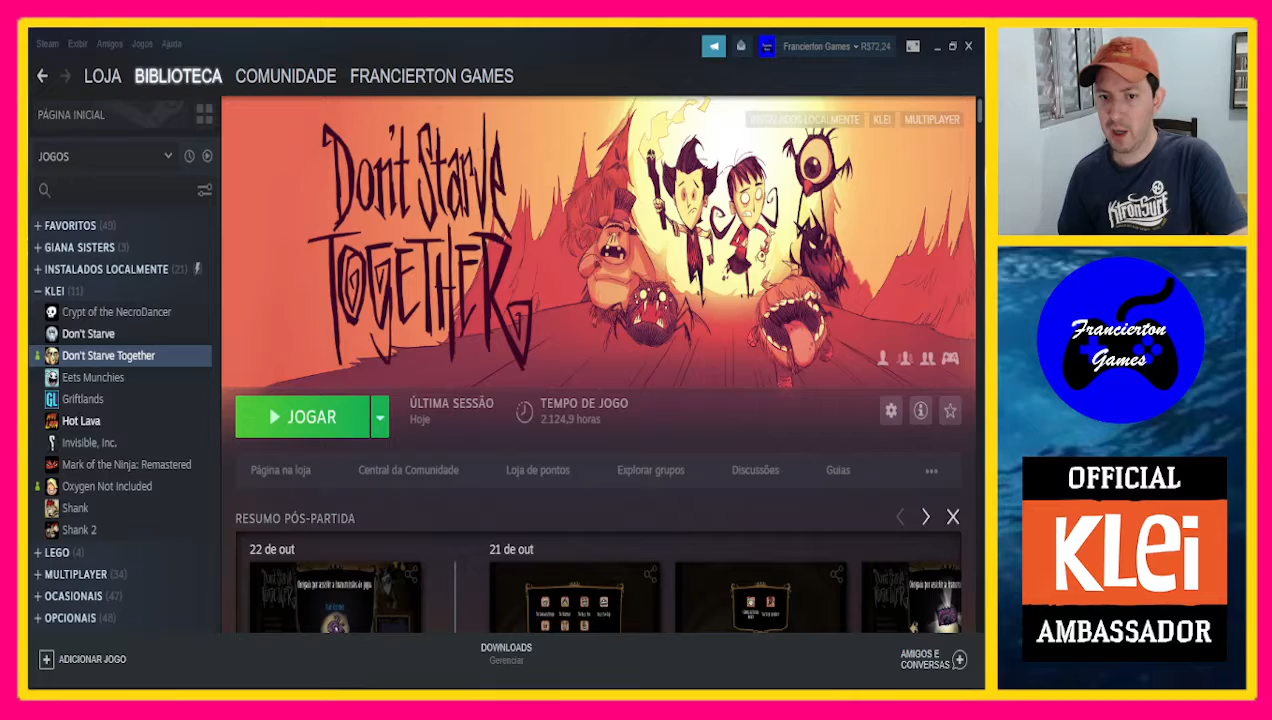 Steam Exibir Amigos Jogos Ajuda
Francierton Games R$72,24
LOJA BIBLIOTECA COMUNIDADE FRANCIERTON GAMES
PÁGINA INICIAL
JOGOS
FAVORITOS (49)
GIANA SISTERS (3)
INSTALADOS LOCALMENTE (21)
KLEI (11)
Crypt of the NecroDancer
Don't Starve
Don't Starve Together
Eets Munchies
Griftlands
Hot Lava
Invisible, Inc.
Mark of the Ninja: Remastered
Oxygen Not Included
Shank
Shank 2
LEGO (4)
MULTIPLAYER (34)
OCASIONAIS (47)
OPCIONAIS (48)
ADICIONAR JOGO
INSTALADOS LOCALMENTE KLEI MULTIPLAYER
Don't Starve
TOGETHER
JOGAR
ÚLTIMA SESSÃO
Hoje
TEMPO DE JOGO
2.124,9 horas
Página na loja Central da Comunidade Loja de pontos Explorar grupos Discussões Guias
RESUMO PÓS-PARTIDA
22 de out
21 de out
DOWNLOADS
Gerenciar
AMIGOS E
CONVERSAS
KtronSurf
Francierton
Games
OFFICIAL
KLei
AMBASSADOR